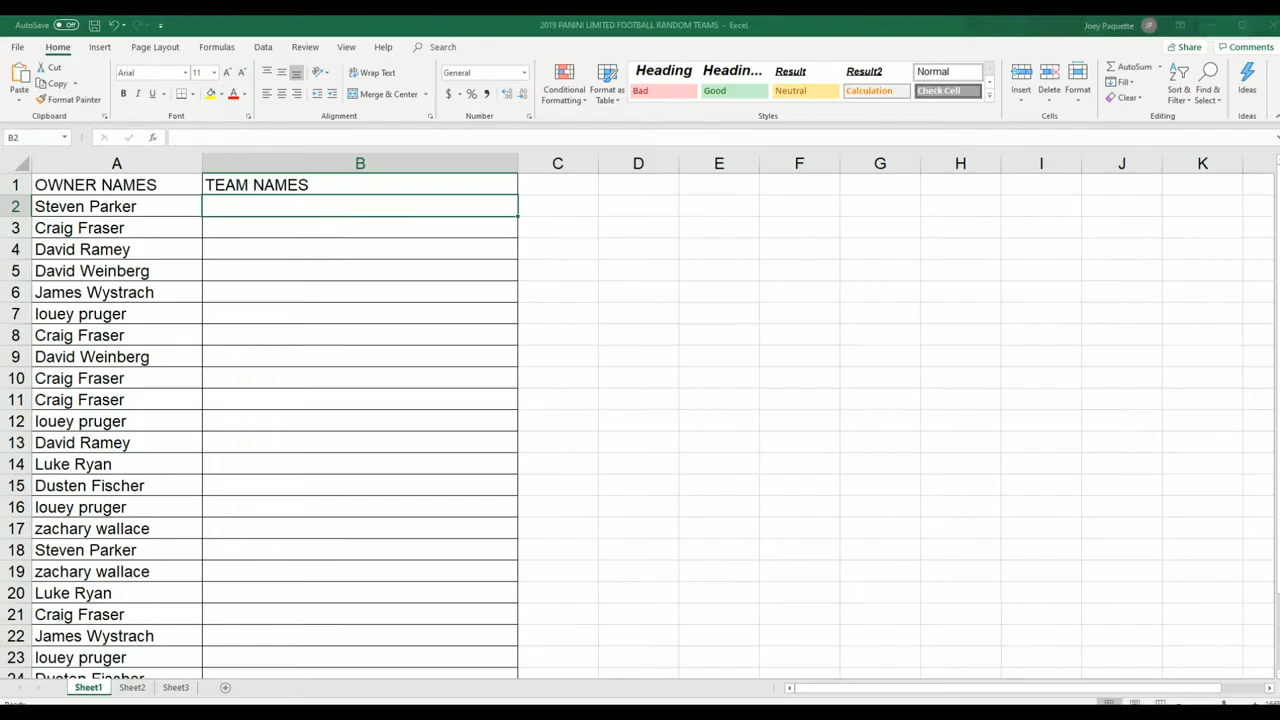 AutoSave Off
2019 PANINI LIMITED FOOTBALL RANDOM TEAMS - Excel
Joey Paquette JP
File Home Insert Page Layout Formulas Data Review View Help Search
Share Comments
Paste
Cut
Copy
Format Painter
Clipboard
Arial 11
B I U
Font
Wrap Text
Merge & Center
Alignment
General
$ % ,
Number
Conditional Formatting
Format as Table
Heading Headin... Result Result2 Normal
Bad Good Neutral Calculation Check Cell
Styles
Insert Delete Format
Cells
AutoSum
Fill
Clear
Sort & Filter
Find & Select
Editing
Ideas
Ideas
B2 fx
A B C D E F G H I J K
1 OWNER NAMES TEAM NAMES
2 Steven Parker
3 Craig Fraser
4 David Ramey
5 David Weinberg
6 James Wystrach
7 louey pruger
8 Craig Fraser
9 David Weinberg
10 Craig Fraser
11 Craig Fraser
12 louey pruger
13 David Ramey
14 Luke Ryan
15 Dusten Fischer
16 louey pruger
17 zachary wallace
18 Steven Parker
19 zachary wallace
20 Luke Ryan
21 Craig Fraser
22 James Wystrach
23 louey pruger
24 Dusten Fischer
Sheet1 Sheet2 Sheet3